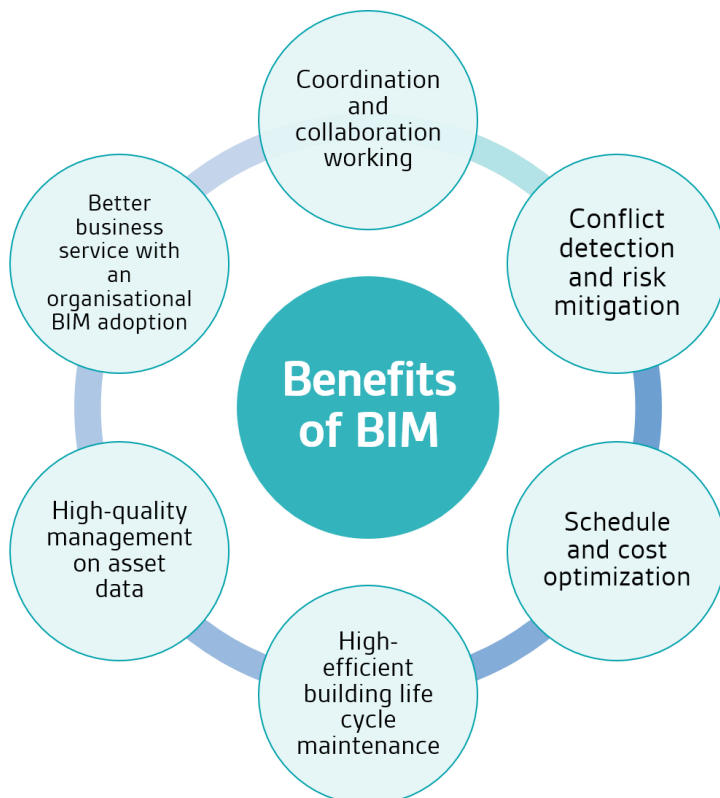 Coordination
and
collaboration
working
Conflict
detection
and risk
mitigation
Schedule
and cost
optimization
High-
efficient
building life
cycle
maintenance
High-quality
management
on asset
data
Better
business
service with
an
organisational
BIM adoption
Benefits
of BIM